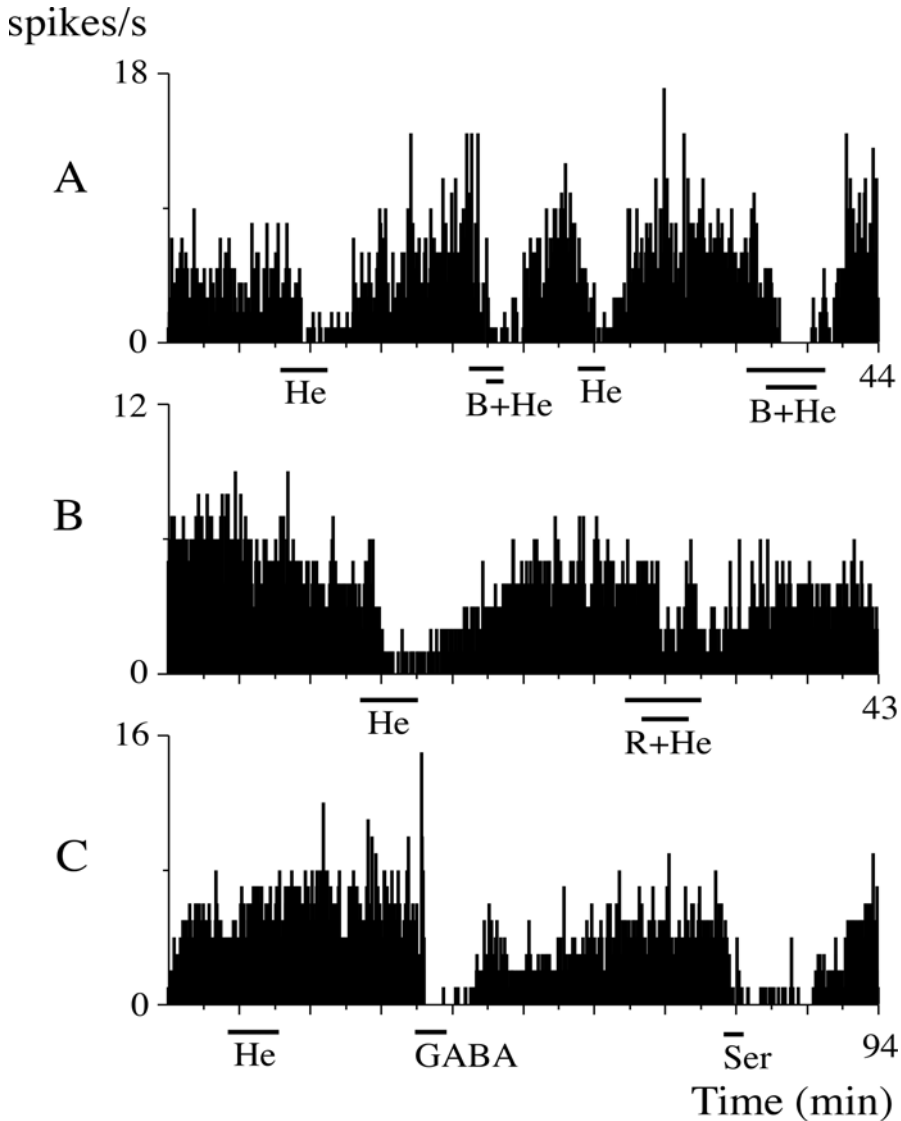 spikes/s
18
A
0
He
B+He
He
B+He
44
12
B
0
He
R+He
43
16
C
0
He
GABA
Ser
94
Time (min)